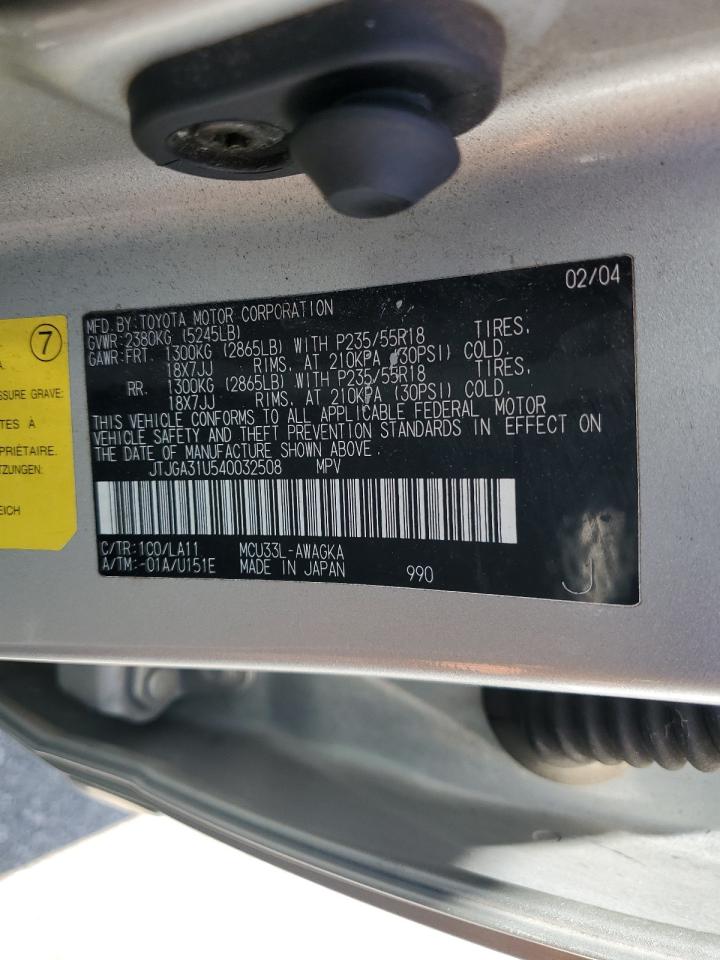 02/04
MFD.BY:TOYOTA MOTOR CORPORATION
GVWR:2380KG (5245LB)
GAWR:FRT. 1300KG (2865LB) WITH P235/55R18 TIRES,
18X7JJ RIMS, AT 210KPA (30PSI) COLD.
RR. 1300KG (2865LB) WITH P235/55R18 TIRES,
18X7JJ RIMS, AT 210KPA (30PSI) COLD.
THIS VEHICLE CONFORMS TO ALL APPLICABLE FEDERAL MOTOR
VEHICLE SAFETY AND THEFT PREVENTION STANDARDS IN EFFECT ON
THE DATE OF MANUFACTURE SHOWN ABOVE.
JTJGA31U540032508 MPV
C/TR:1C0/LA11 MCU33L-AWAGKA
A/TM:-01A/U151E MADE IN JAPAN 990
J
7
GRAVE:
À
EICH